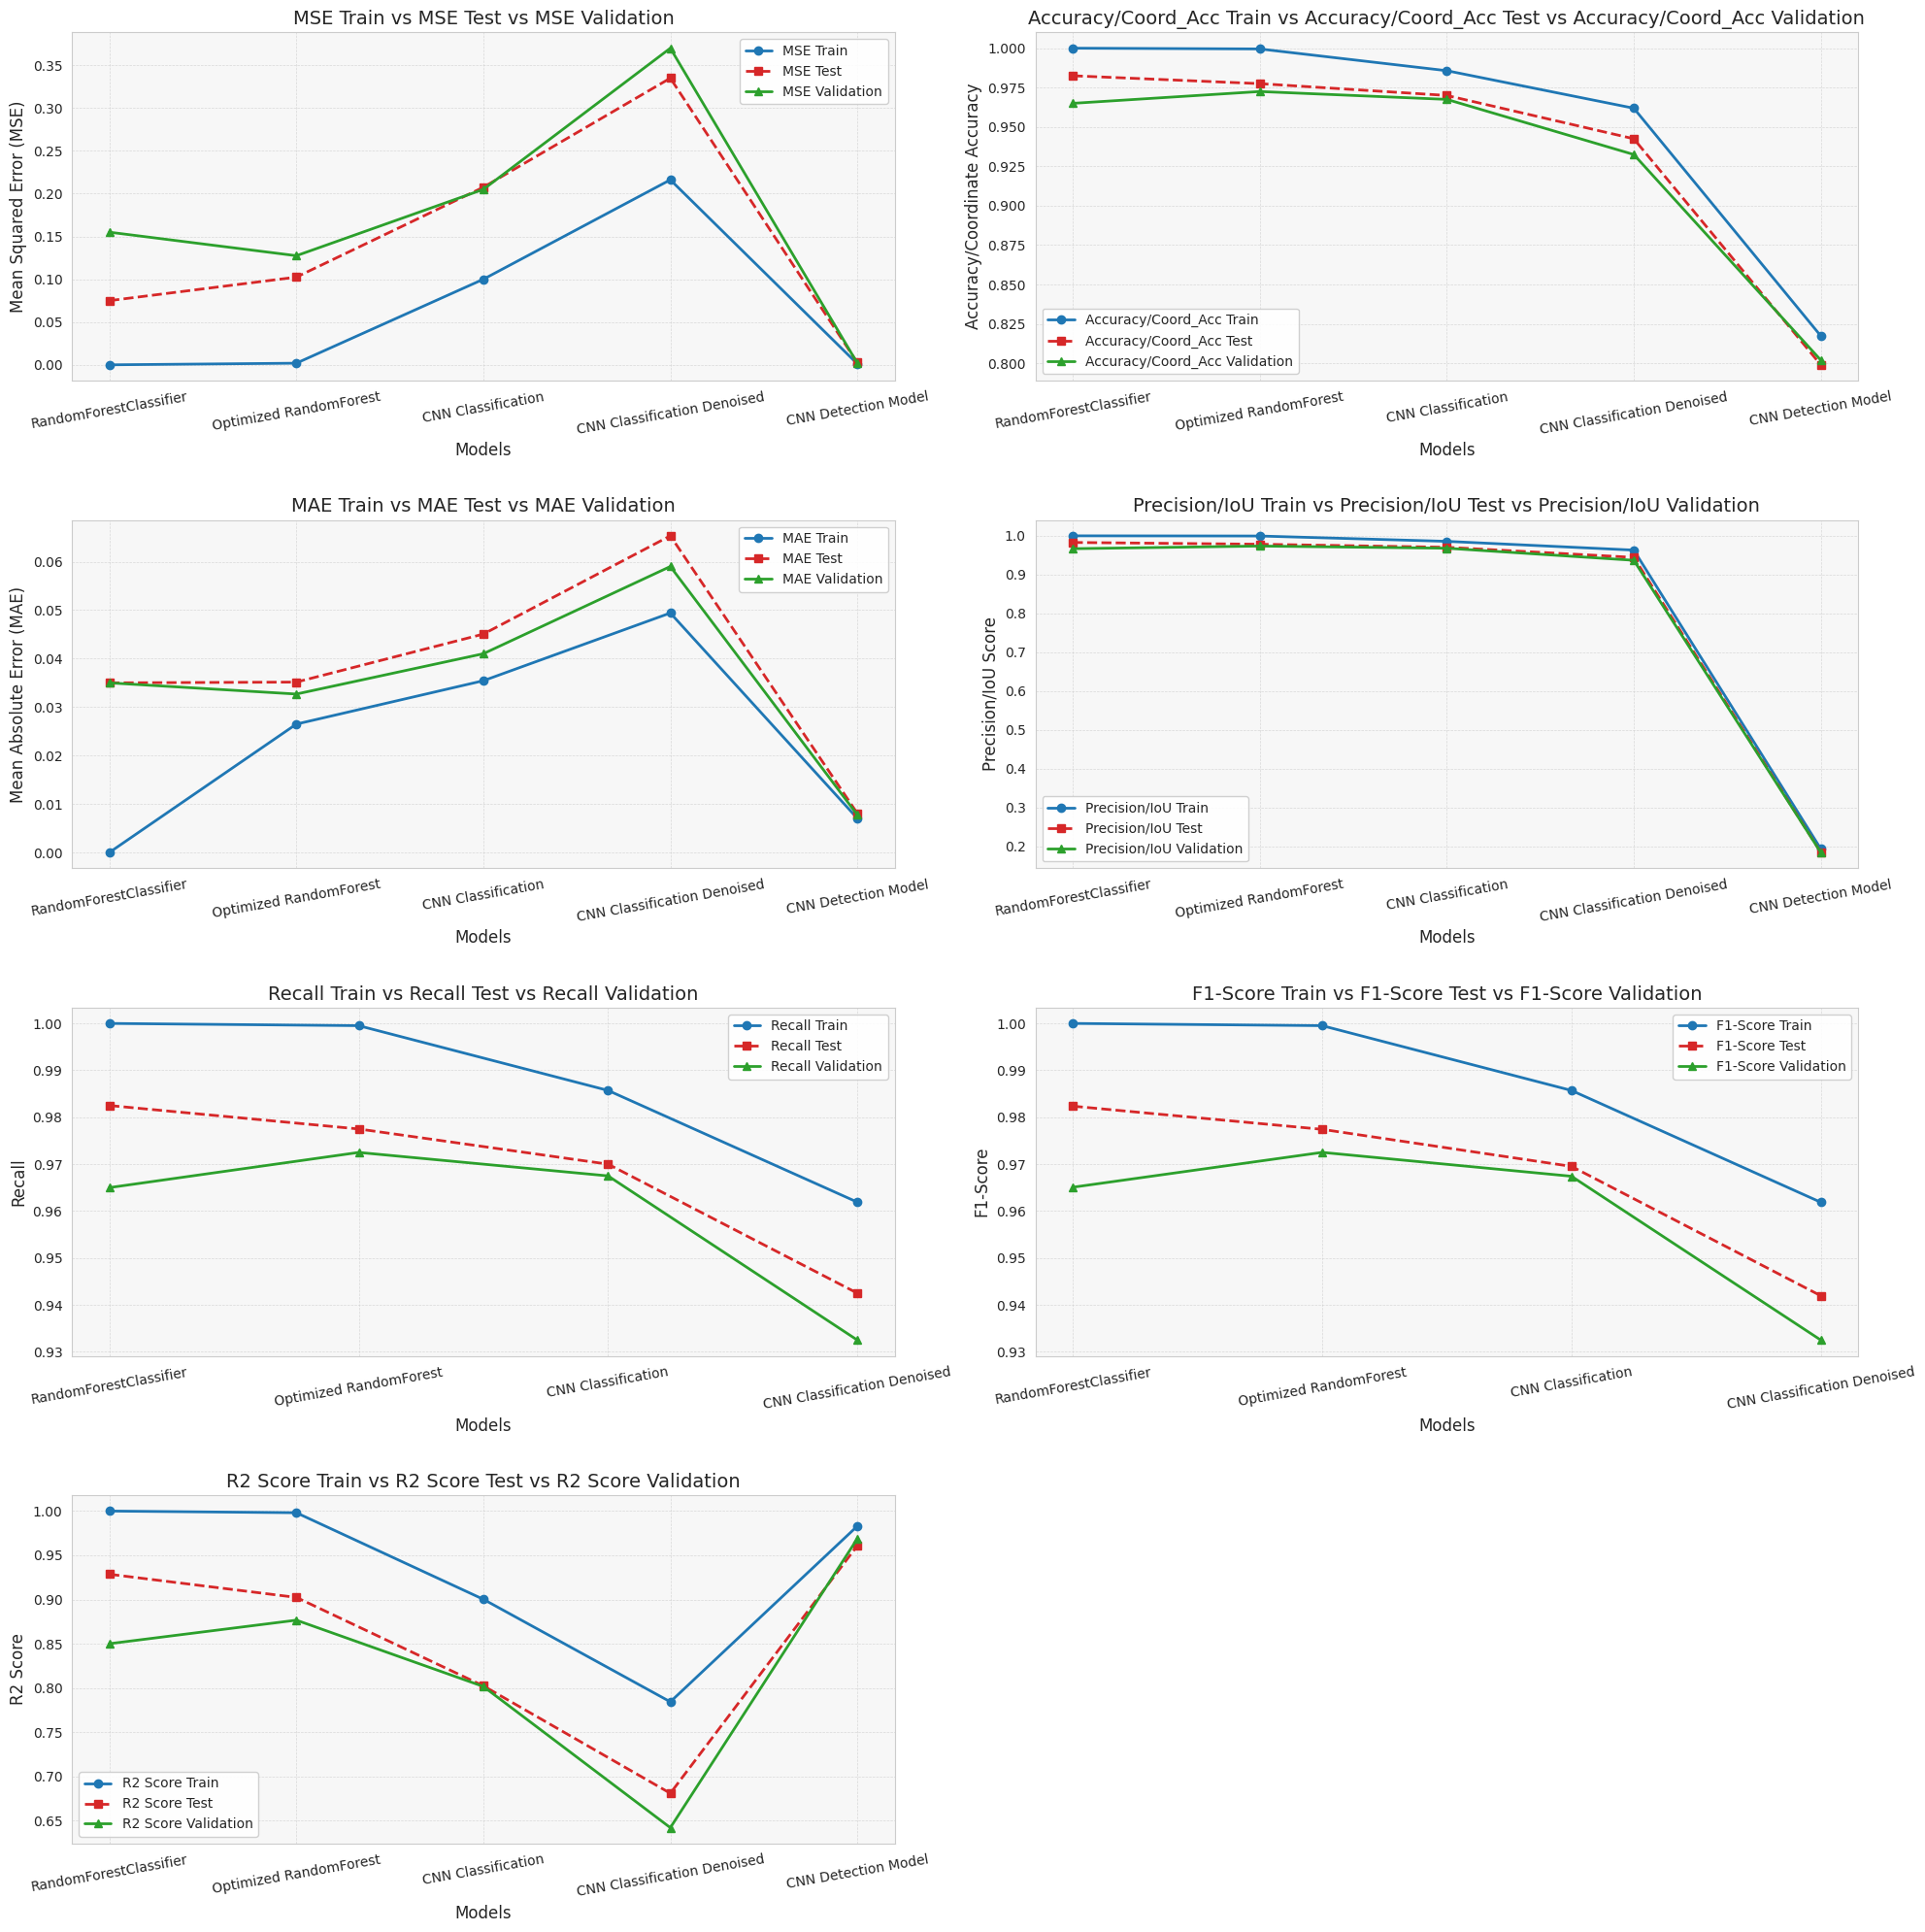 MSE Train vs MSE Test vs MSE Validation
Mean Squared Error (MSE)
0.35
0.30
0.25
0.20
0.15
0.10
0.05
0.00
MSE Train
MSE Test
MSE Validation
RandomForestClassifier
Optimized RandomForest
CNN Classification
CNN Classification Denoised
CNN Detection Model
Models
Accuracy/Coord_Acc Train vs Accuracy/Coord_Acc Test vs Accuracy/Coord_Acc Validation
Accuracy/Coordinate Accuracy
1.000
0.975
0.950
0.925
0.900
0.875
0.850
0.825
0.800
Accuracy/Coord_Acc Train
Accuracy/Coord_Acc Test
Accuracy/Coord_Acc Validation
RandomForestClassifier
Optimized RandomForest
CNN Classification
CNN Classification Denoised
CNN Detection Model
Models
MAE Train vs MAE Test vs MAE Validation
Mean Absolute Error (MAE)
0.06
0.05
0.04
0.03
0.02
0.01
0.00
MAE Train
MAE Test
MAE Validation
RandomForestClassifier
Optimized RandomForest
CNN Classification
CNN Classification Denoised
CNN Detection Model
Models
Precision/IoU Train vs Precision/IoU Test vs Precision/IoU Validation
Precision/IoU Score
1.0
0.9
0.8
0.7
0.6
0.5
0.4
0.3
0.2
Precision/IoU Train
Precision/IoU Test
Precision/IoU Validation
RandomForestClassifier
Optimized RandomForest
CNN Classification
CNN Classification Denoised
CNN Detection Model
Models
Recall Train vs Recall Test vs Recall Validation
Recall
1.00
0.99
0.98
0.97
0.96
0.95
0.94
0.93
Recall Train
Recall Test
Recall Validation
RandomForestClassifier
Optimized RandomForest
CNN Classification
CNN Classification Denoised
Models
F1-Score Train vs F1-Score Test vs F1-Score Validation
F1-Score
1.00
0.99
0.98
0.97
0.96
0.95
0.94
0.93
F1-Score Train
F1-Score Test
F1-Score Validation
RandomForestClassifier
Optimized RandomForest
CNN Classification
CNN Classification Denoised
Models
R2 Score Train vs R2 Score Test vs R2 Score Validation
R2 Score
1.00
0.95
0.90
0.85
0.80
0.75
0.70
0.65
R2 Score Train
R2 Score Test
R2 Score Validation
RandomForestClassifier
Optimized RandomForest
CNN Classification
CNN Classification Denoised
CNN Detection Model
Models